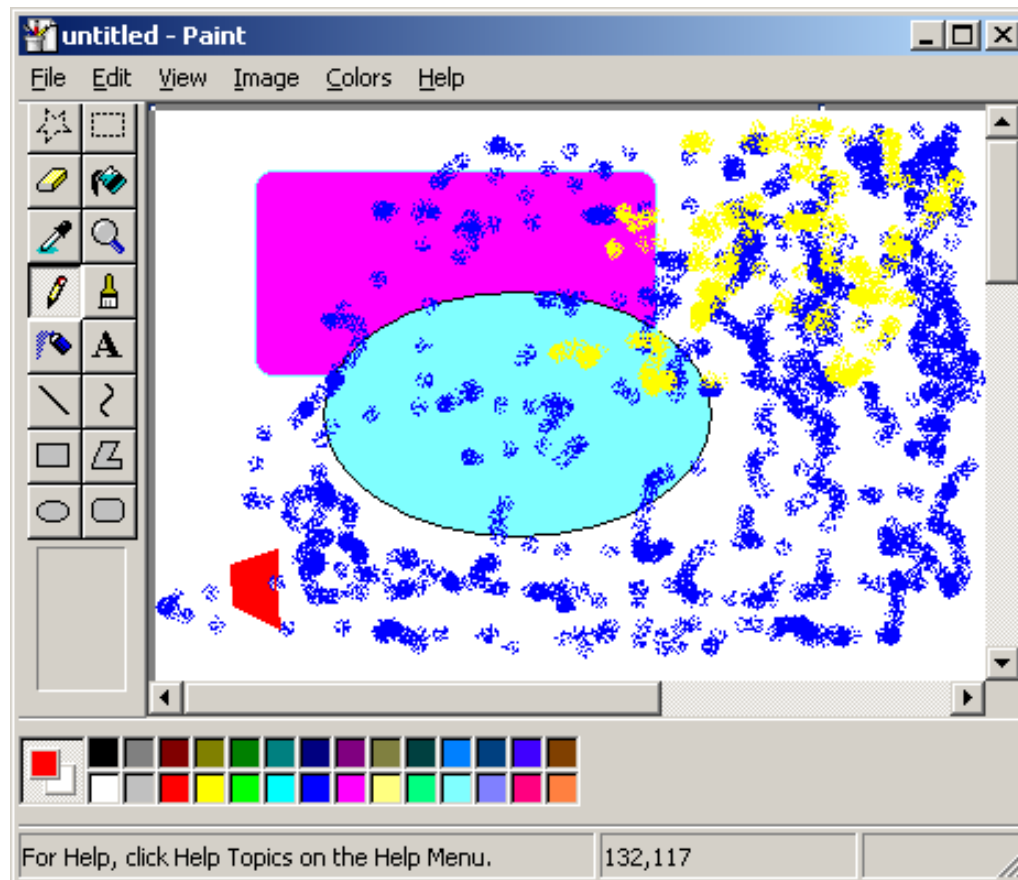 untitled - Paint
File Edit View Image Colors Help
A
For Help, click Help Topics on the Help Menu. 132,117